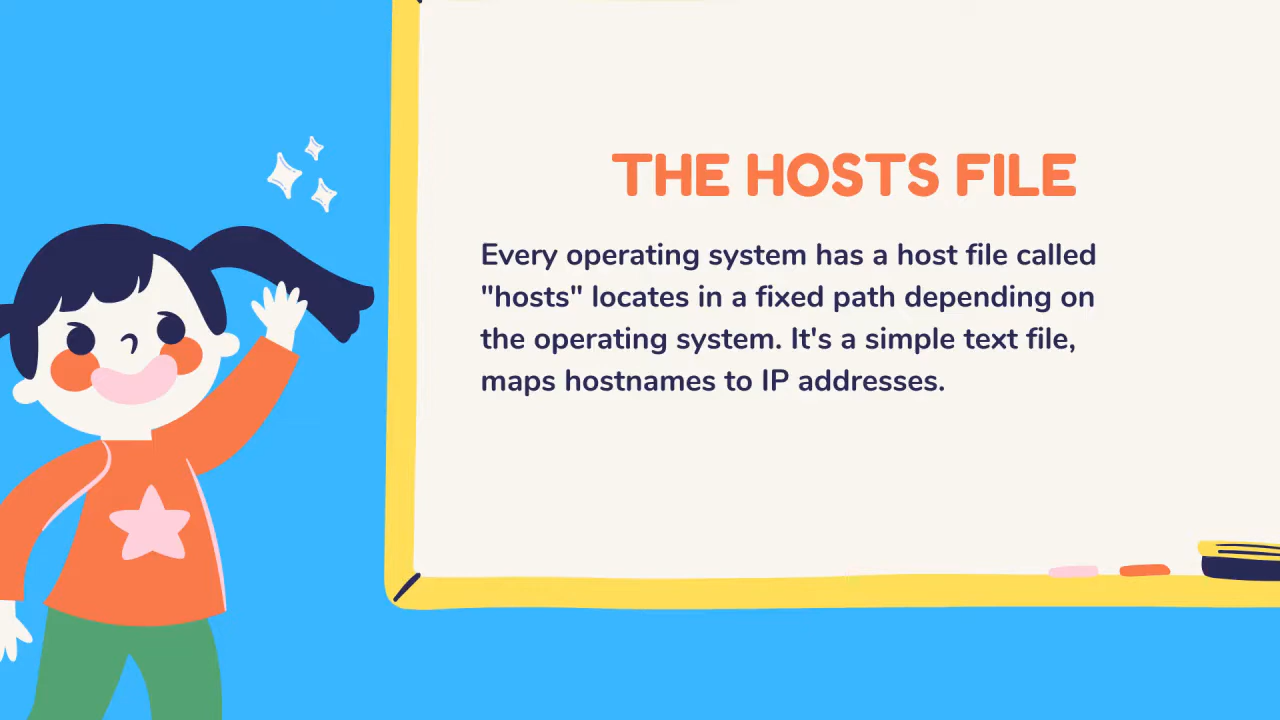 THE HOSTS FILE
Every operating system has a host file called
"hosts" locates in a fixed path depending on
the operating system. It's a simple text file,
maps hostnames to IP addresses.